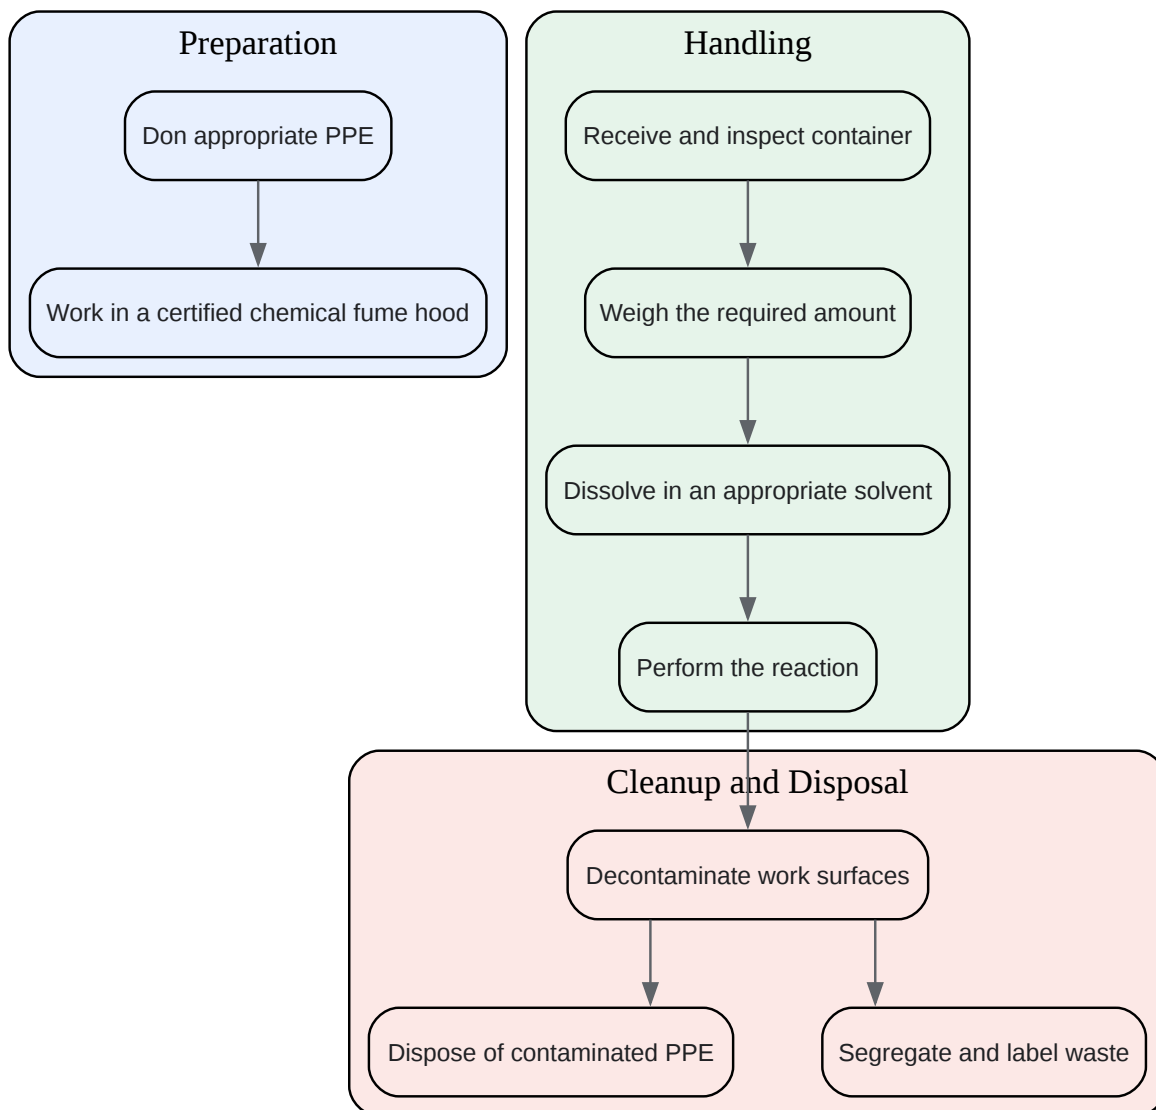 Preparation
Don appropriate PPE
Work in a certified chemical fume hood
Handling
Receive and inspect container
Weigh the required amount
Dissolve in an appropriate solvent
Perform the reaction
Cleanup and Disposal
Decontaminate work surfaces
Dispose of contaminated PPE
Segregate and label waste